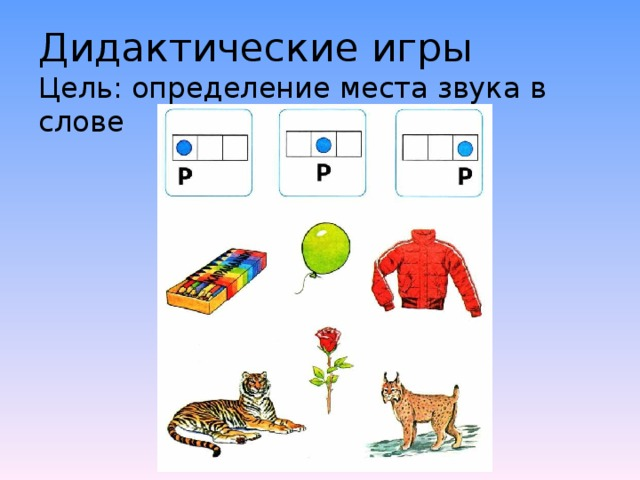 Дидактические игры
Цель: определение места звука в
слове
Р Р Р